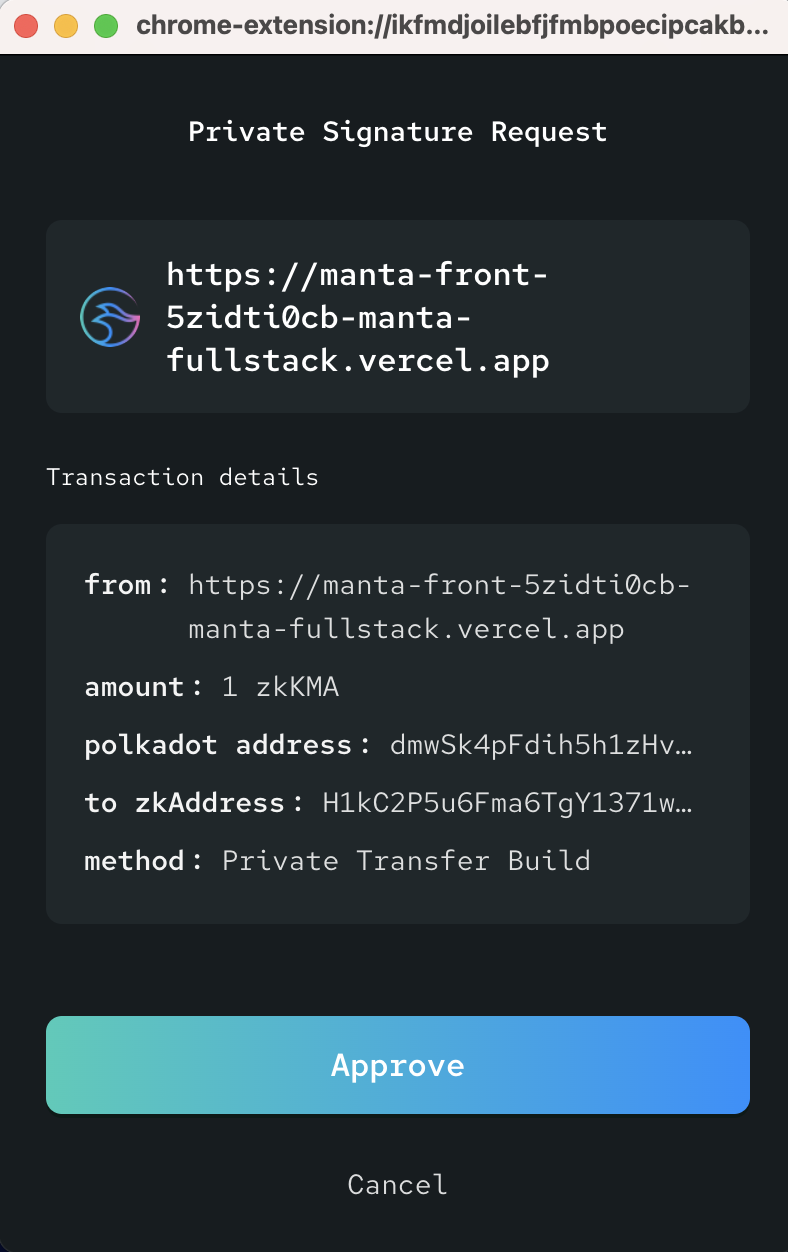 chrome-extension://ikfmdjoilebfjfmbpoecipcakb...
Private Signature Request
https://manta-front-
5zidti0cb-manta-
fullstack.vercel.app
Transaction details
from: https://manta-front-5zidti0cb-
manta-fullstack.vercel.app
amount: 1 zkKMA
polkadot address: dmwSk4pFdih5h1zHv…
to zkAddress: H1kC2P5u6Fma6TgY1371w…
method: Private Transfer Build
Approve
Cancel